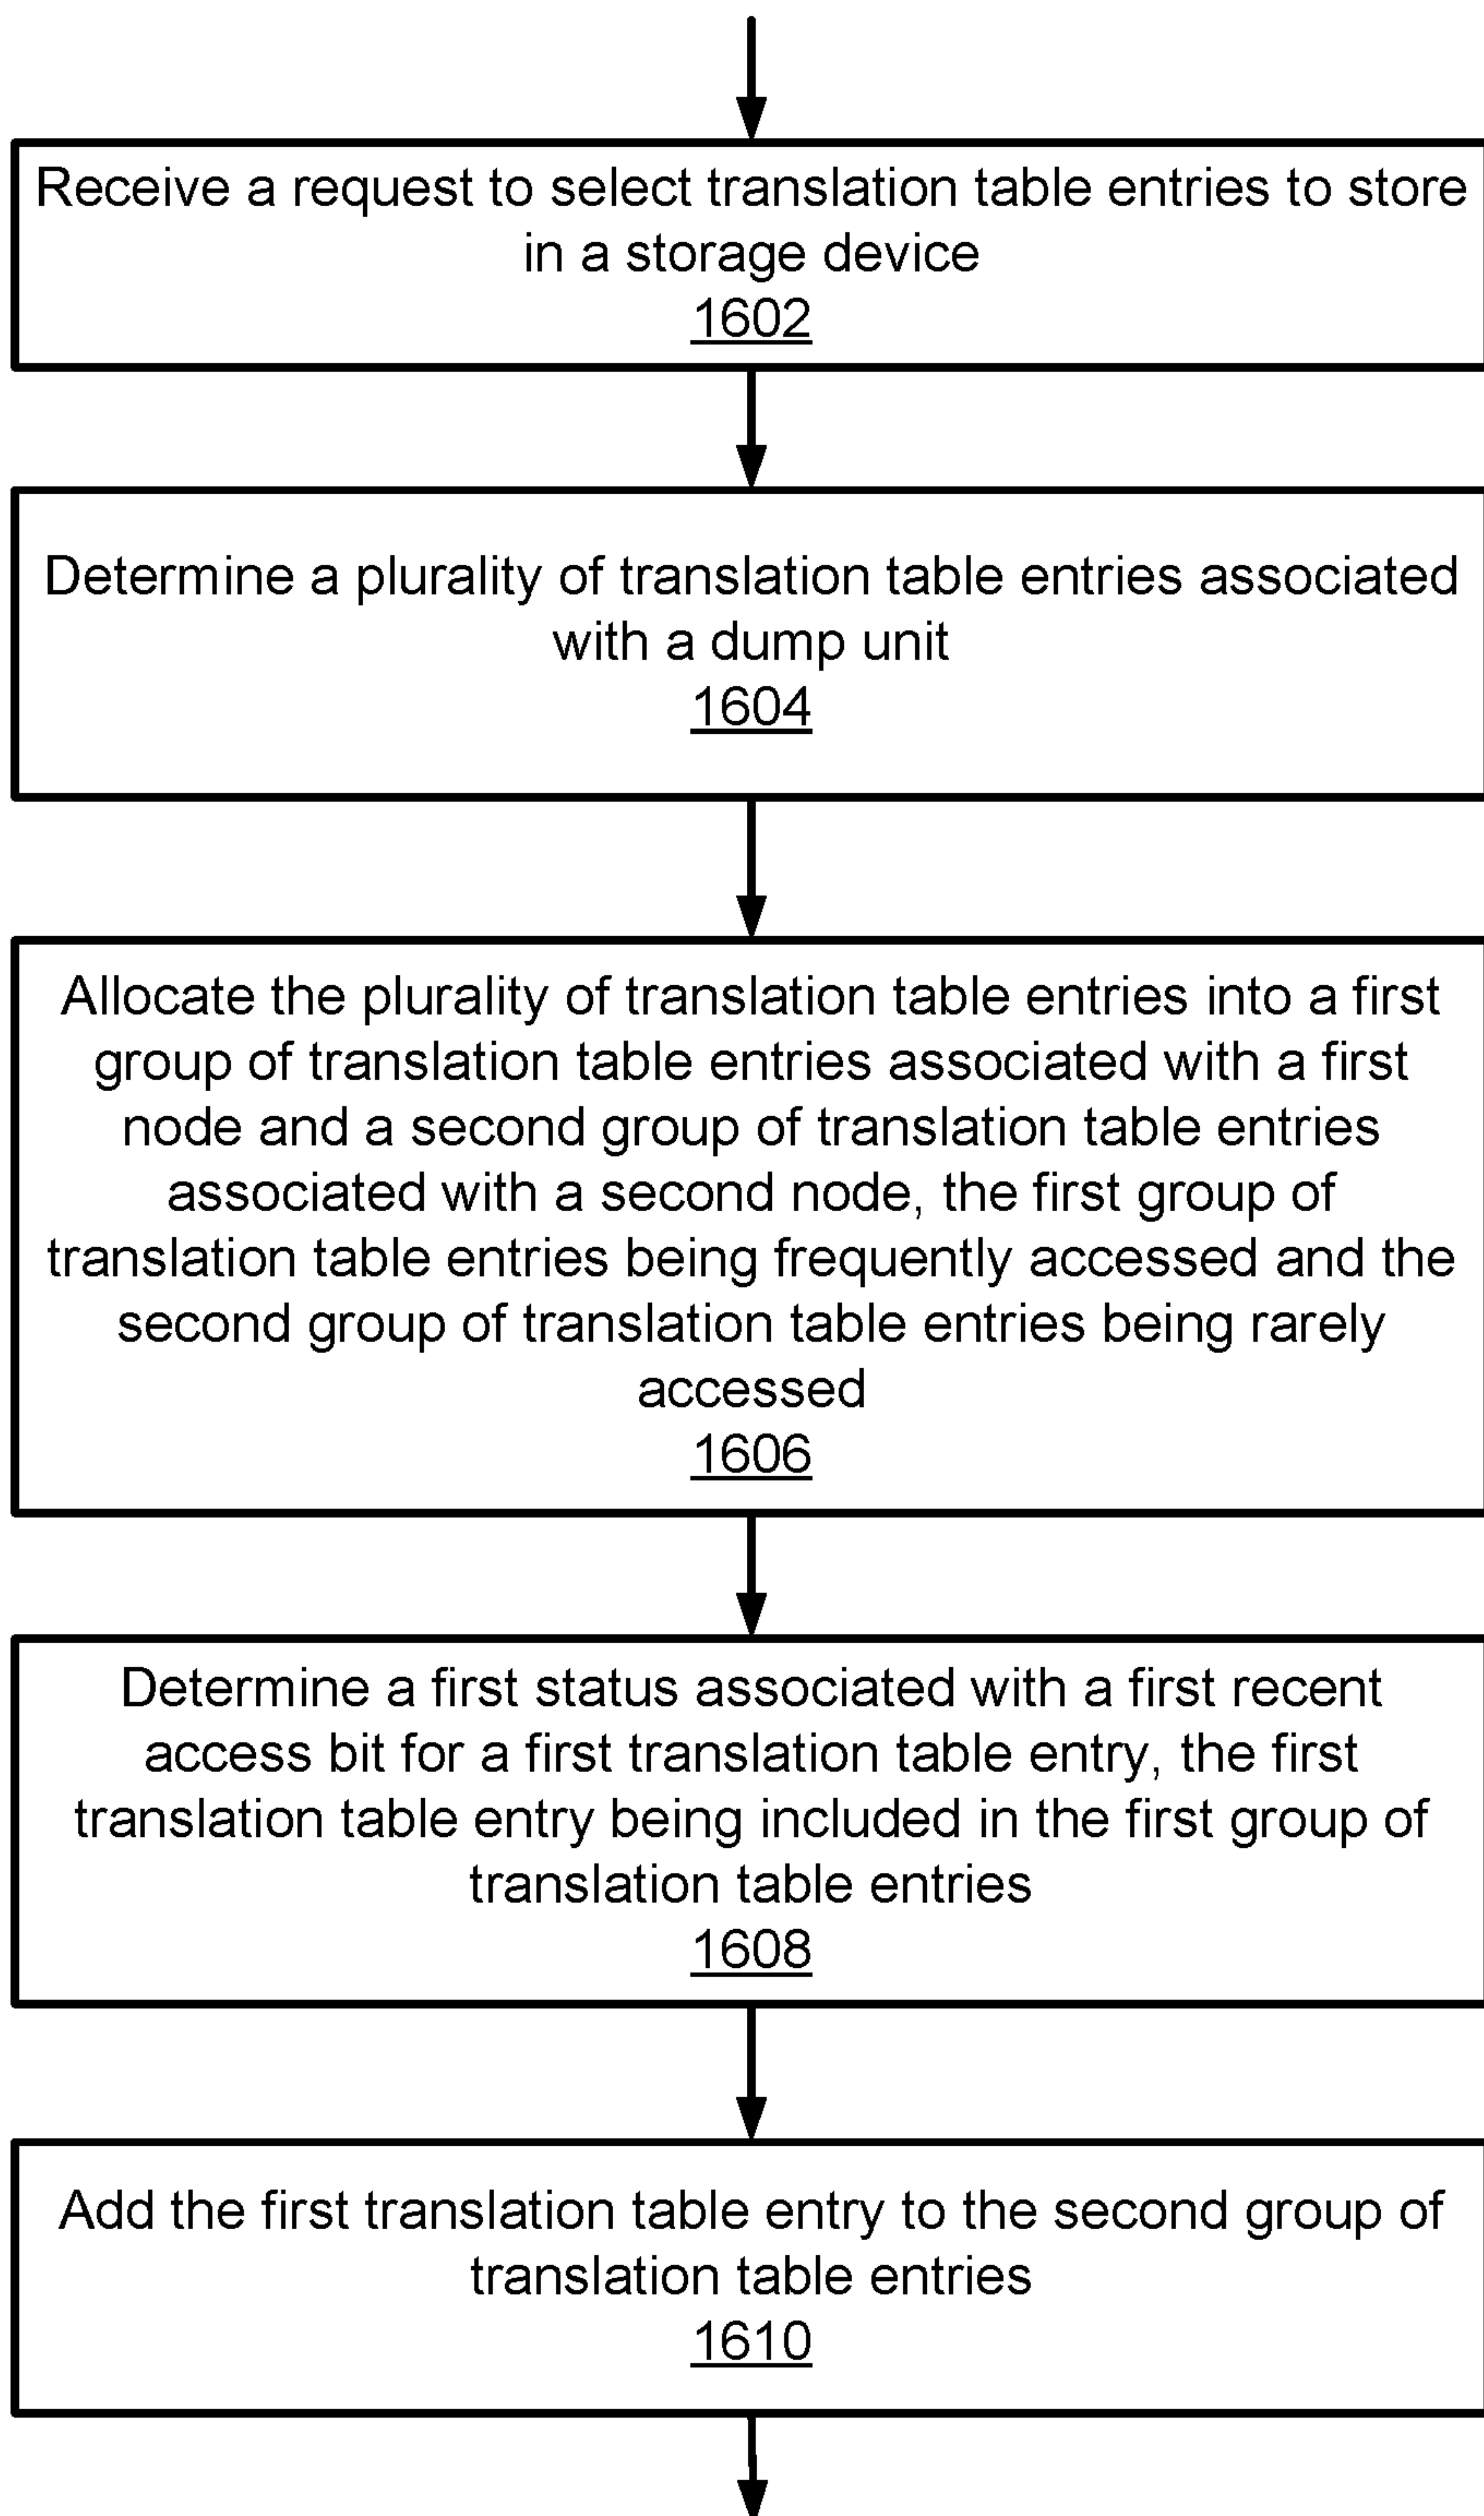 Receive a request to select translation table entries to store
in a storage device
1602
Determine a plurality of translation table entries associated
with a dump unit
1604
Allocate the plurality of translation table entries into a first
group of translation table entries associated with a first
node and a second group of translation table entries
associated with a second node, the first group of
translation table entries being frequently accessed and the
second group of translation table entries being rarely
accessed
1606
Determine a first status associated with a first recent
access bit for a first translation table entry, the first
translation table entry being included in the first group of
translation table entries
1608
Add the first translation table entry to the second group of
translation table entries
1610